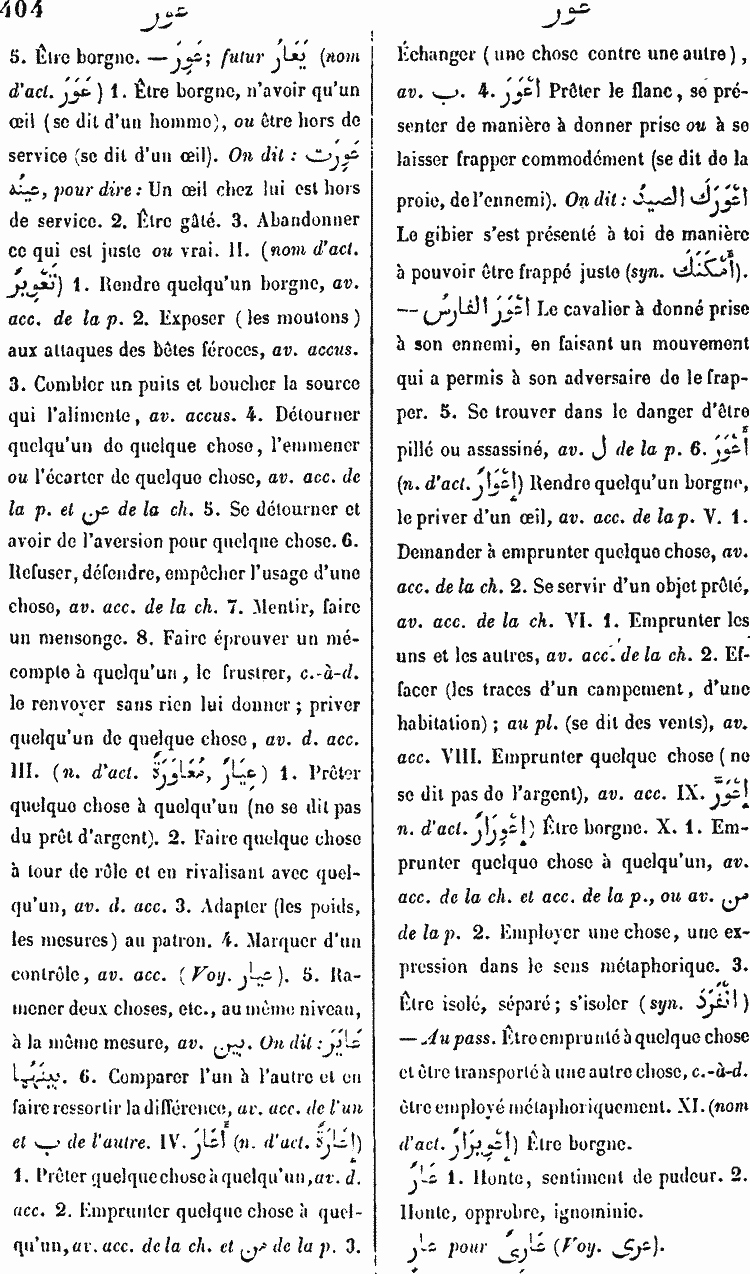 404
عور
عور
5. Être borgne. — عَوِرَ; futur يَعَارُ (nom
d'act. عَوَرٌ) 1. Être borgne, n'avoir qu'un
œil (se dit d'un homme), ou être hors de
service (se dit d'un œil). On dit : عَوِرَت
عينه, pour dire : Un œil chez lui est hors
de service. 2. Être gâté. 3. Abandonner
ce qui est juste ou vrai. II. (nom d'act.
تَعْوِيرٌ) 1. Rendre quelqu'un borgne, av.
acc. de la p. 2. Exposer (les moutons)
aux attaques des bêtes féroces, av. accus.
3. Combler un puits et boucher la source
qui l'alimente, av. accus. 4. Détourner
quelqu'un de quelque chose, l'emmener
ou l'écarter de quelque chose, av. acc. de
la p. et عن de la ch. 5. Se détourner et
avoir de l'aversion pour quelque chose. 6.
Refuser, défendre, empêcher l'usage d'une
chose, av. acc. de la ch. 7. Mentir, faire
un mensonge. 8. Faire éprouver un mé-
compte à quelqu'un, le frustrer, c.-à-d.
le renvoyer sans rien lui donner ; priver
quelqu'un de quelque chose, av. d. acc.
III. (n. d'act. مُعَاوَرَةٌ, عِيَارٌ) 1. Prêter
quelque chose à quelqu'un (ne se dit pas
du prêt d'argent). 2. Faire quelque chose
à tour de rôle et en rivalisant avec quel-
qu'un, av. d. acc. 3. Adapter (les poids,
les mesures) au patron. 4. Marquer d'un
contrôle, av. acc. (Voy. عيار). 5. Ra-
mener deux choses, etc., au même niveau,
à la même mesure, av. بين. On dit : عَايَرَ
بينهما. 6. Comparer l'un à l'autre et en
faire ressortir la différence, av. acc. de l'un
et ب de l'autre. IV. أَعَارَ (n. d'act. إِعَارَةٌ)
1. Prêter quelque chose à quelqu'un, av. d.
acc. 2. Emprunter quelque chose à quel-
qu'un, av. acc. de la ch. et من de la p. 3.
Échanger (une chose contre une autre),
av. ب. 4. أَعْوَرَ Prêter le flanc, se pré-
senter de manière à donner prise ou à se
laisser frapper commodément (se dit de la
proie, de l'ennemi). On dit : أَعْوَرَكَ الصيدُ
Le gibier s'est présenté à toi de manière
à pouvoir être frappé juste (syn. أَمْكَنَكَ).
— أَعْوَرَ الفَارِسُ Le cavalier à donné prise
à son ennemi, en faisant un mouvement
qui a permis à son adversaire de le frap-
per. 5. Se trouver dans le danger d'être
pillé ou assassiné, av. ل de la p. 6. أَعْوَرَ
(n. d'act. إِعْوَارٌ) Rendre quelqu'un borgne,
le priver d'un œil, av. acc. de la p. V. 1.
Demander à emprunter quelque chose, av.
acc. de la ch. 2. Se servir d'un objet prêté,
av. acc. de la ch. VI. 1. Emprunter les
uns et les autres, av. acc. de la ch. 2. Ef-
facer (les traces d'un campement, d'une
habitation) ; au pl. (se dit des vents), av.
acc. VIII. Emprunter quelque chose (ne
se dit pas de l'argent), av. acc. IX. إِعْوَرَّ
n. d'act. إِعْوِرَارٌ) Être borgne. X. 1. Em-
prunter quelque chose à quelqu'un, av.
acc. de la ch. et acc. de la p., ou av. من
de la p. 2. Employer une chose, une ex-
pression dans le sens métaphorique. 3.
Être isolé, séparé ; s'isoler (syn. انْفَرَدَ)
— Au pass. Être emprunté à quelque chose
et être transporté à une autre chose, c.-à-d.
être employé métaphoriquement. XI. (nom
d'act. إِعْوِيرَارٌ) Être borgne.
عَارٌ 1. Honte, sentiment de pudeur. 2.
Honte, opprobre, ignominie.
عار pour عَارِىٌ (Voy. عرى).